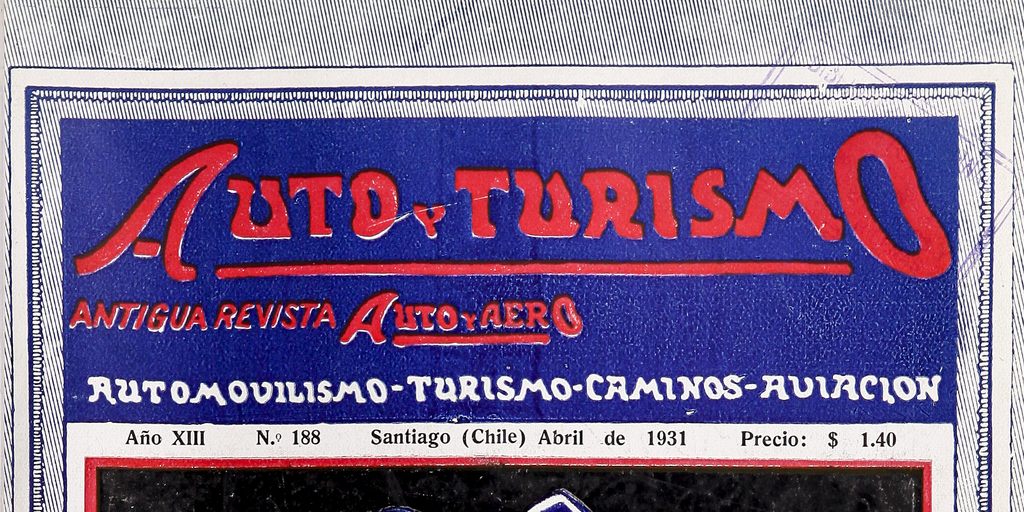 AUTO Y TURISMO
ANTIGUA REVISTA AUTO Y AERO
AUTOMOVILISMO-TURISMO-CAMINOS-AVIACION
Año XIII N.º 188 Santiago (Chile) Abril de 1931 Precio: $ 1.40